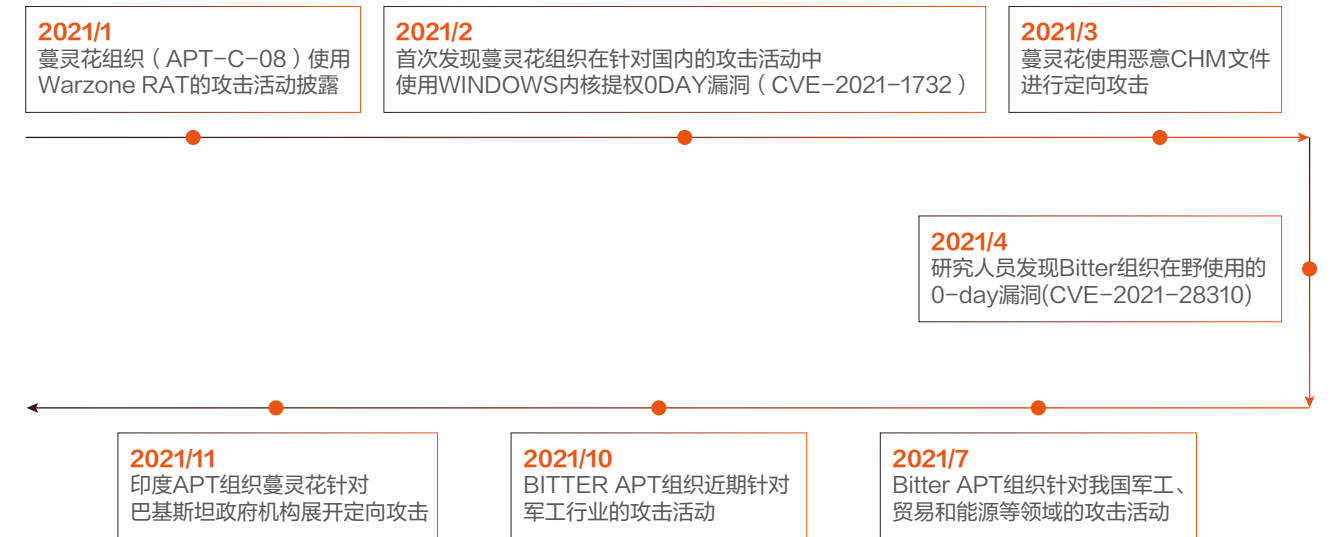 2021/1
蔓灵花组织（APT-C-08）使用
Warzone RAT的攻击活动披露
2021/2
首次发现蔓灵花组织在针对国内的攻击活动中
使用WINDOWS内核提权0DAY漏洞（CVE-2021-1732）
2021/3
蔓灵花使用恶意CHM文件
进行定向攻击
2021/4
研究人员发现Bitter组织在野使用的
0-day漏洞(CVE-2021-28310)
2021/7
Bitter APT组织针对我国军工、
贸易和能源等领域的攻击活动
2021/10
BITTER APT组织近期针对
军工行业的攻击活动
2021/11
印度APT组织蔓灵花针对
巴基斯坦政府机构展开定向攻击